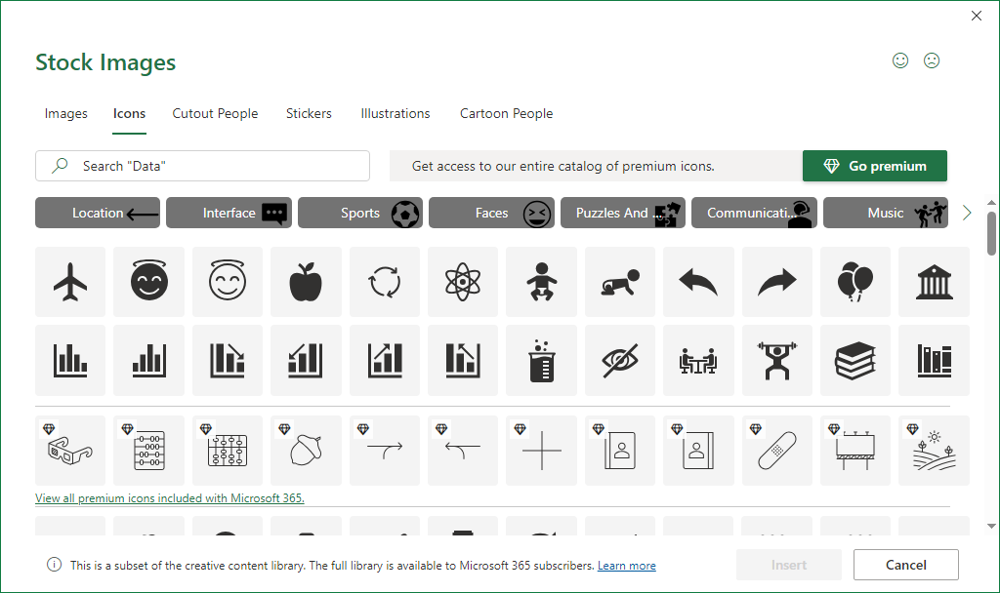 Stock Images
Images Icons Cutout People Stickers Illustrations Cartoon People
Search "Data"
Get access to our entire catalog of premium icons.
Go premium
Location Interface Sports Faces Puzzles And ... Communicati... Music
View all premium icons included with Microsoft 365.
This is a subset of the creative content library. The full library is available to Microsoft 365 subscribers. Learn more
Insert Cancel